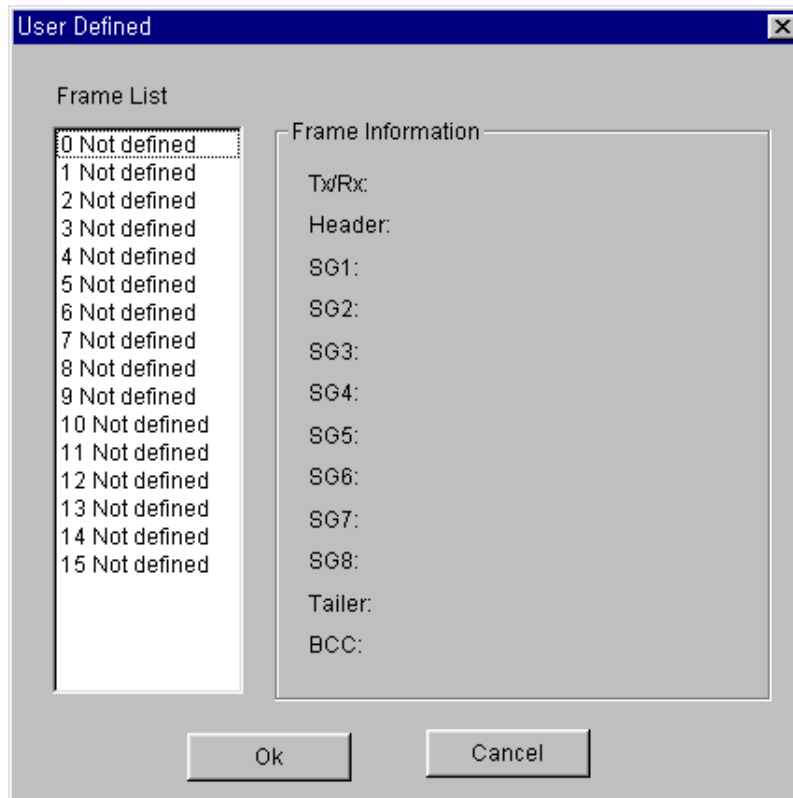 User Defined
Frame List
0 Not defined
1 Not defined
2 Not defined
3 Not defined
4 Not defined
5 Not defined
6 Not defined
7 Not defined
8 Not defined
9 Not defined
10 Not defined
11 Not defined
12 Not defined
13 Not defined
14 Not defined
15 Not defined
Frame Information
Tx/Rx:
Header:
SG1:
SG2:
SG3:
SG4:
SG5:
SG6:
SG7:
SG8:
Tailer:
BCC:
Ok
Cancel